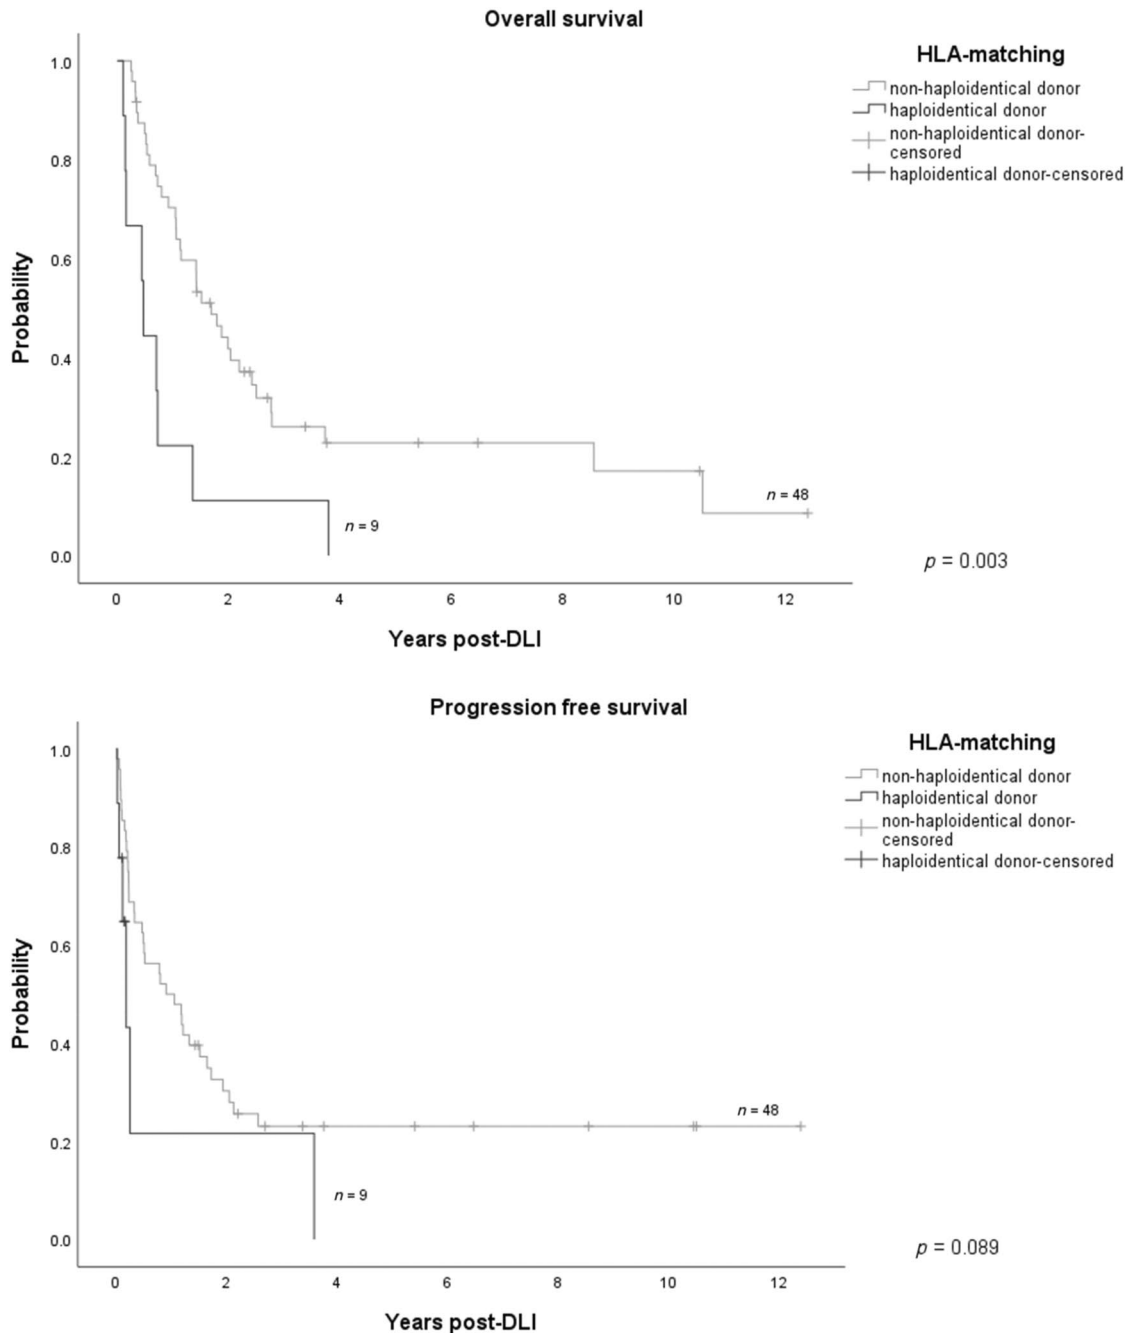 Overall survival
HLA-matching
non-haploidentical donor
haploidentical donor
non-haploidentical donor-
censored
haploidentical donor-censored
Probability
1.0
0.8
0.6
0.4
0.2
0.0
n = 48
n = 9
p = 0.003
0 2 4 6 8 10 12
Years post-DLI
Progression free survival
HLA-matching
non-haploidentical donor
haploidentical donor
non-haploidentical donor-
censored
haploidentical donor-censored
Probability
1.0
0.8
0.6
0.4
0.2
0.0
n = 48
n = 9
p = 0.089
0 2 4 6 8 10 12
Years post-DLI